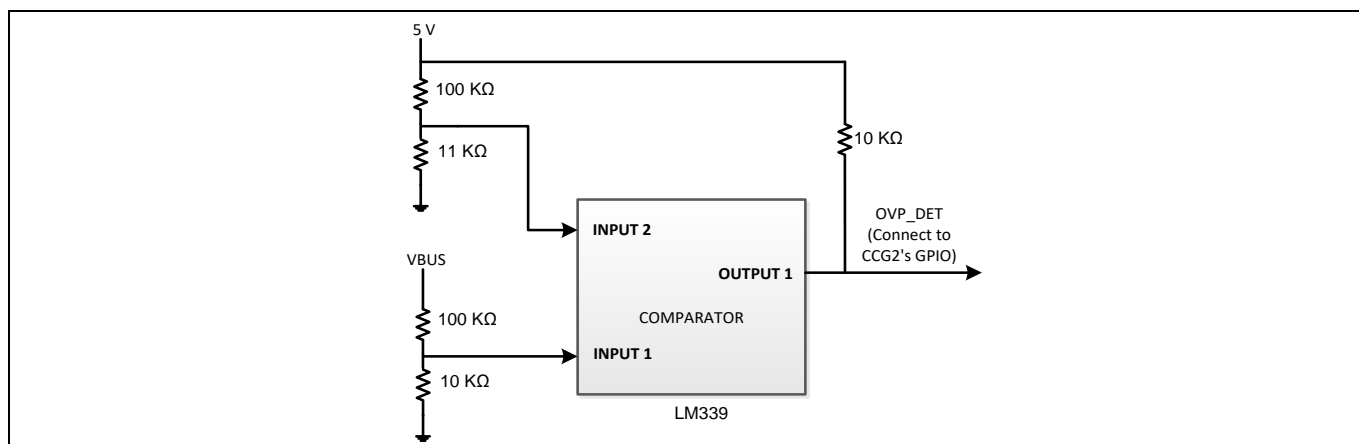 5 V
100 KΩ
11 KΩ
10 KΩ
INPUT 2
OVP_DET
(Connect to
CCG2's GPIO)
VBUS
OUTPUT 1
100 KΩ
COMPARATOR
INPUT 1
10 KΩ
LM339